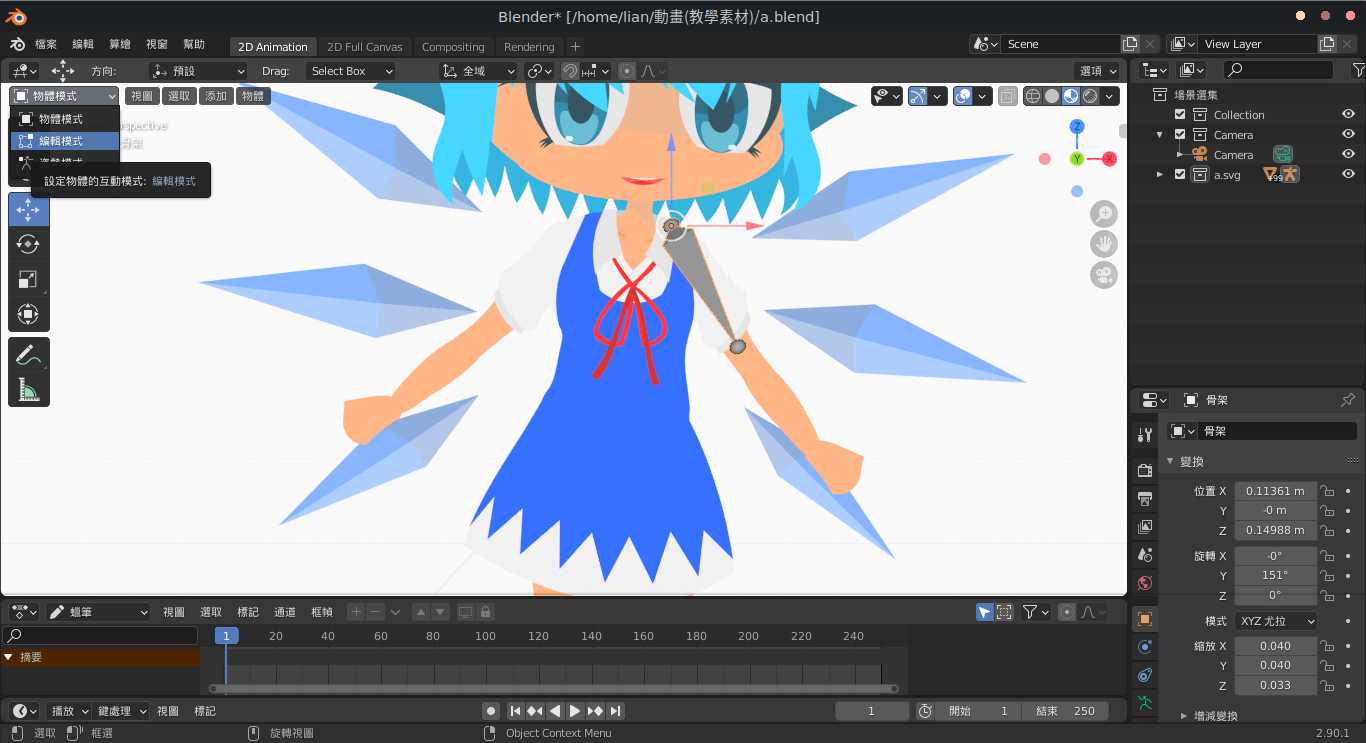 Blender* [/home/lian/動畫(教學素材)/a.blend]
檔案 編輯 算繪 視窗 幫助 2D Animation 2D Full Canvas Compositing Rendering + Scene View Layer
方向: 預設 Drag: Select Box 全域 選項
物體模式 視圖 選取 添加 物體
物體模式
編輯模式
設定物體的互動模式: 編輯模式
rspective
骨架
Z
Y
X
場景選集
Collection
Camera
Camera
a.svg +99
骨架
骨架
變換
位置 X 0.11361 m
Y -0 m
Z 0.14988 m
旋轉 X -0°
Y 151°
Z 0°
模式 XYZ 尤拉
縮放 X 0.040
Y 0.040
Z 0.033
增減變換
蠟筆 視圖 選取 標記 通道 框幀
1 20 40 60 80 100 120 140 160 180 200 220 240
摘要
播放 鍵處理 視圖 標記 1 開始 1 結束 250
選取 框選 旋轉視圖 Object Context Menu 2.90.1